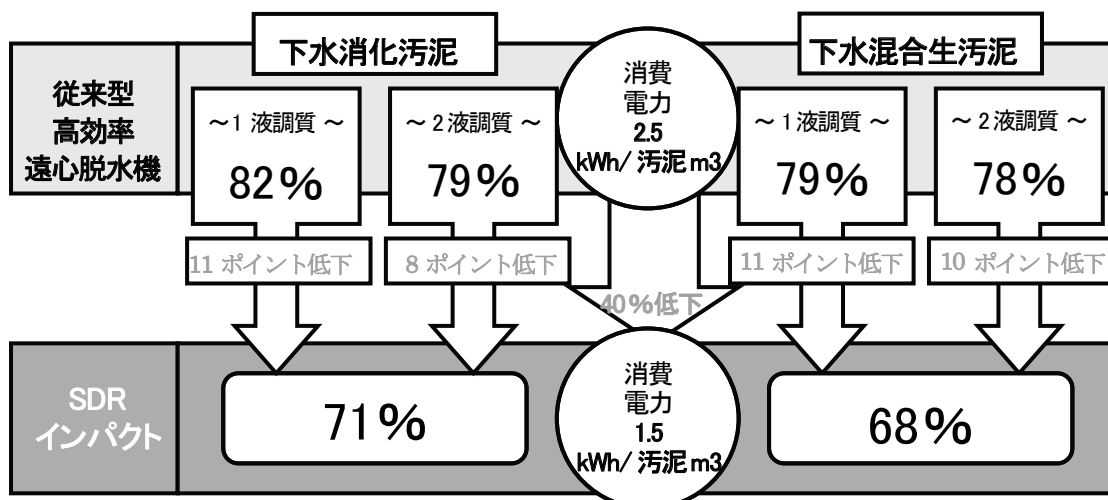 下水消化汚泥
下水混合生汚泥
従来型
高効率
遠心脱水機
～1 液調質 ～
82%
～ 2 液調質 ～
79%
消費
電力
2.5
kWh/ 汚泥 m3
～ 1 液調質 ～
79%
～ 2 液調質 ～
78%
11 ポイント低下
8 ポイント低下
40%低下
11 ポイント低下
10 ポイント低下
SDR
インパクト
71%
消費
電力
1.5
kWh/ 汚泥 m3
68%